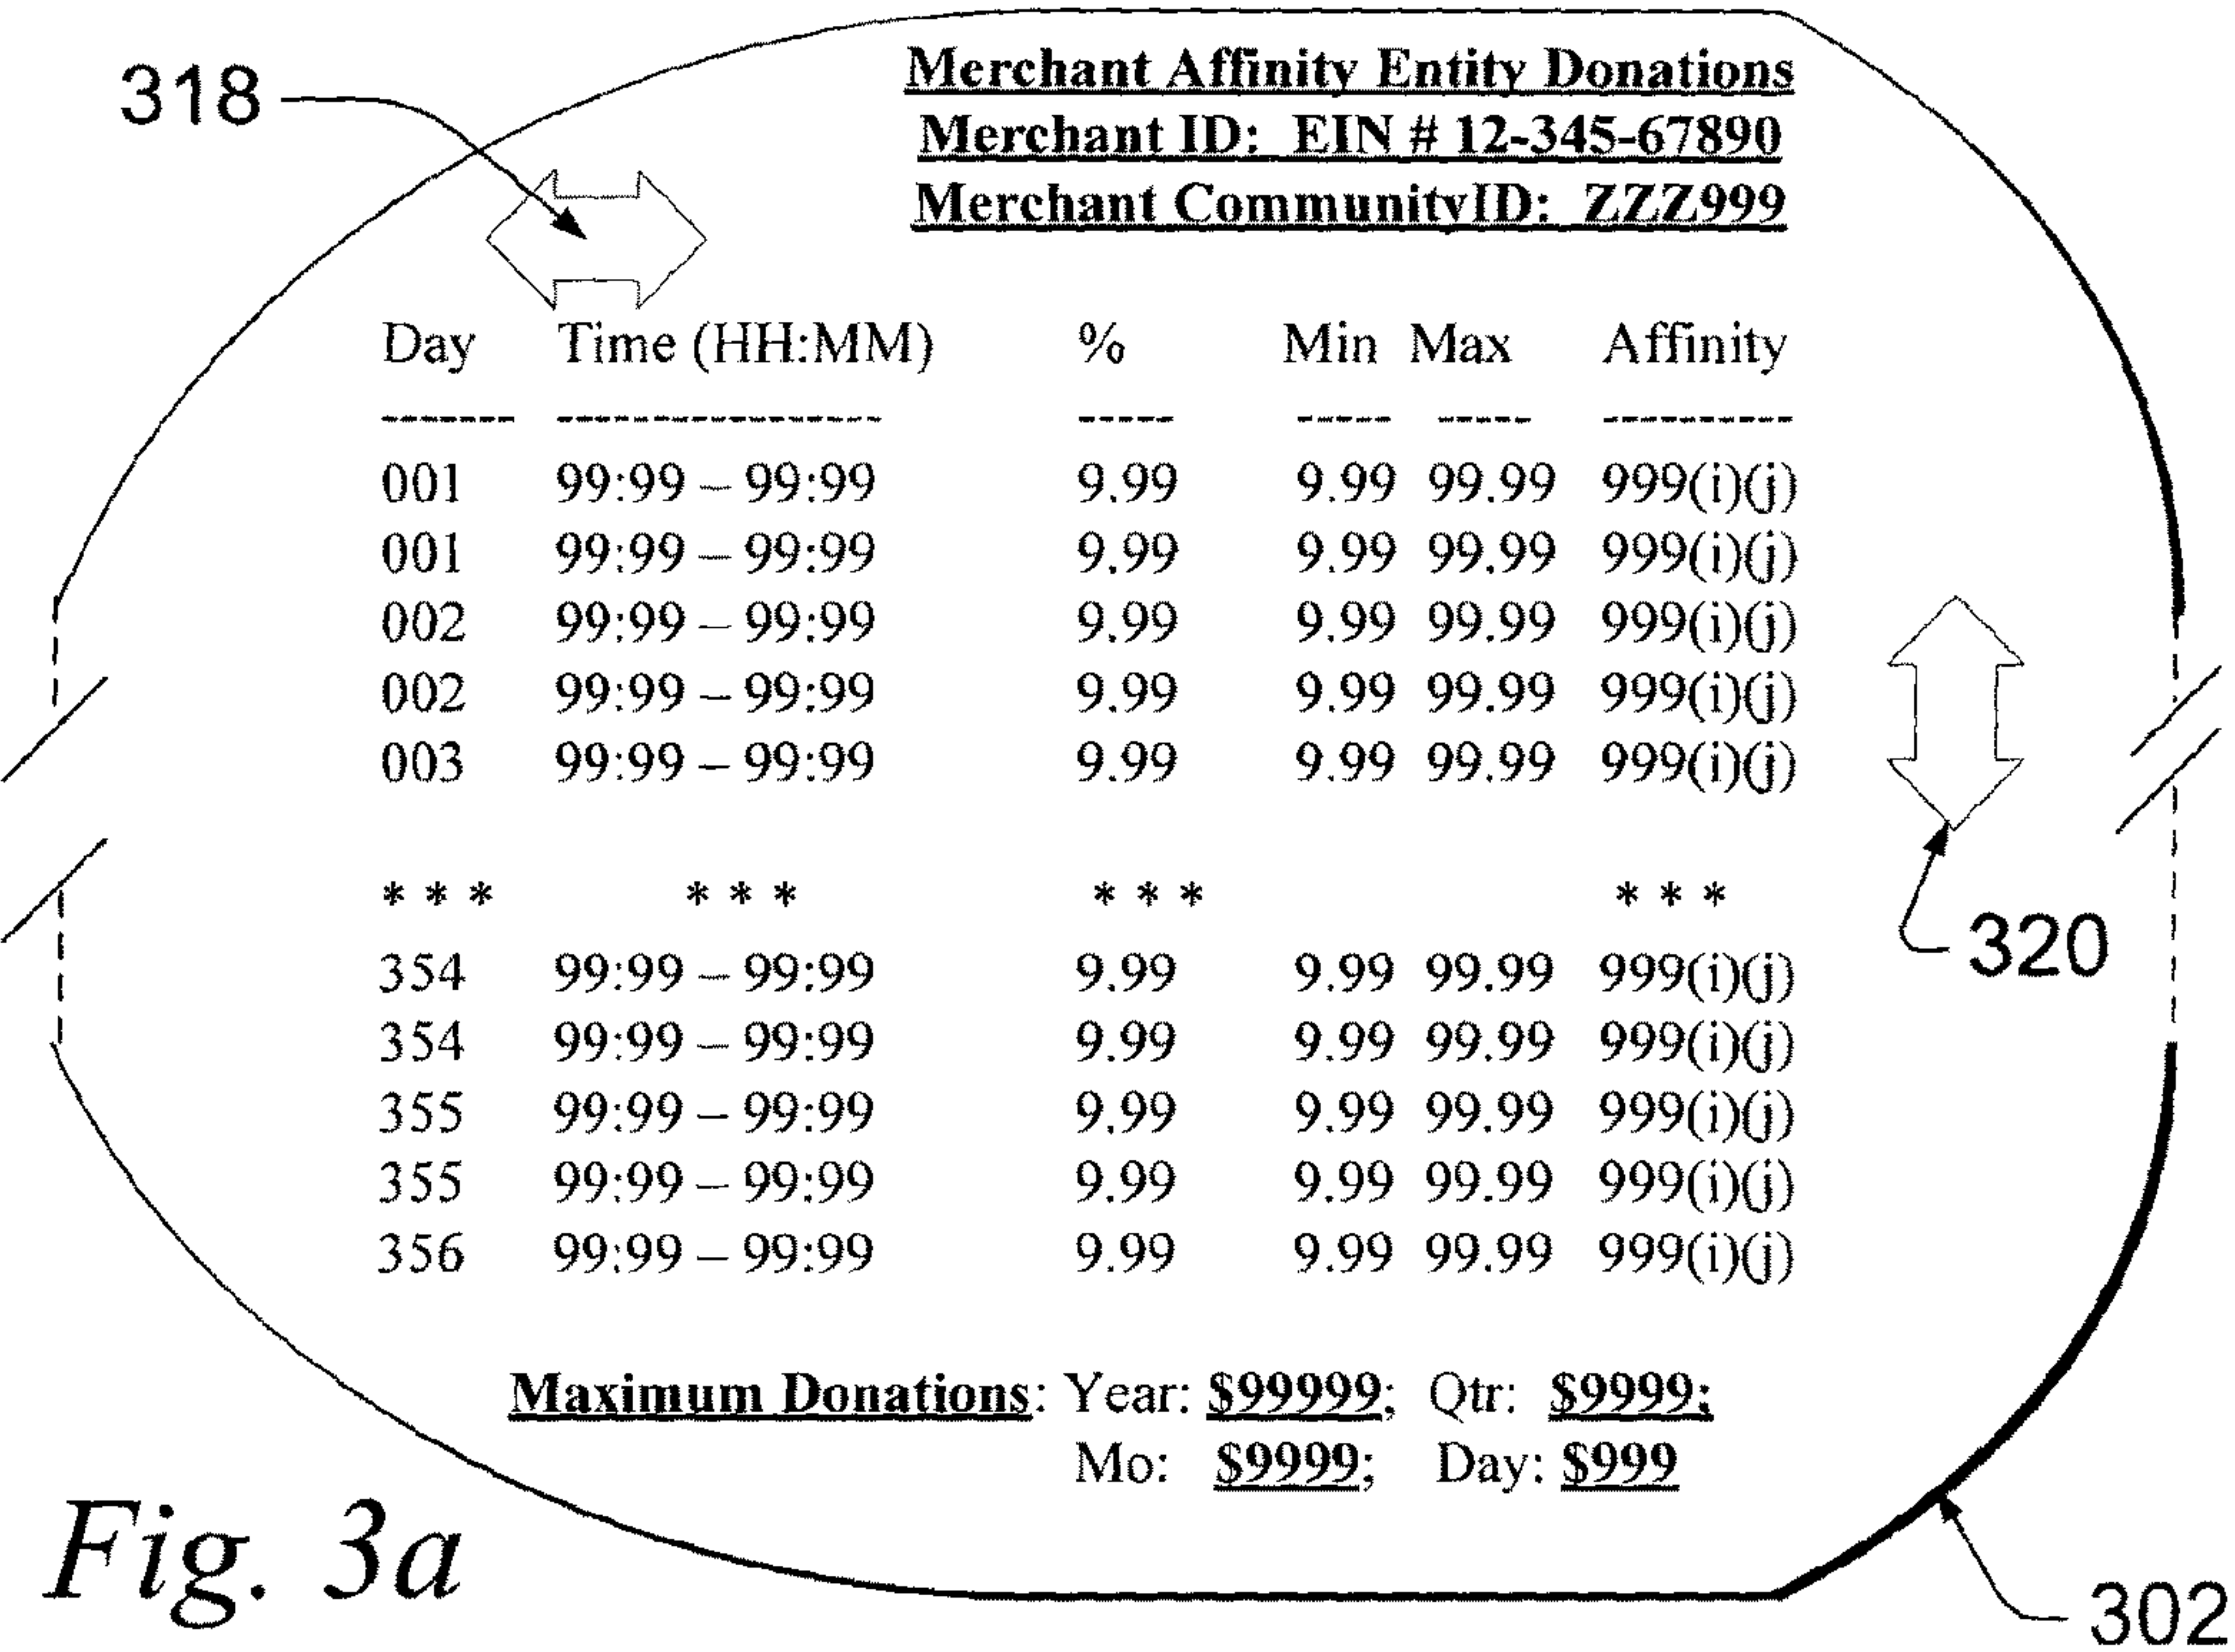 Merchant Affinity Entity Donations
318
Merchant ID: EIN # 12-345-67890
Merchant CommunityID: ZZZ999
Day Time (HH:MM) % Min Max Affinity
------- ----------------- ----- ----- ----- ----------
001 99:99 – 99:99 9.99 9.99 99.99 999(i)(j)
001 99:99 – 99:99 9.99 9.99 99.99 999(i)(j)
002 99:99 – 99:99 9.99 9.99 99.99 999(i)(j)
002 99:99 – 99:99 9.99 9.99 99.99 999(i)(j)
003 99:99 – 99:99 9.99 9.99 99.99 999(i)(j)
* * * * * * * * * * * *
320
354 99:99 – 99:99 9.99 9.99 99.99 999(i)(j)
354 99:99 – 99:99 9.99 9.99 99.99 999(i)(j)
355 99:99 – 99:99 9.99 9.99 99.99 999(i)(j)
355 99:99 – 99:99 9.99 9.99 99.99 999(i)(j)
356 99:99 – 99:99 9.99 9.99 99.99 999(i)(j)
Maximum Donations: Year: $99999; Qtr: $9999;
Mo: $9999; Day: $999
Fig. 3a
302